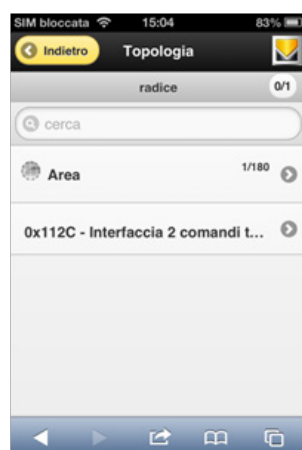 SIM bloccata 15:04 83%
Indietro Topologia
radice 0/1
cerca
Area 1/180
0x112C - Interfaccia 2 comandi t...